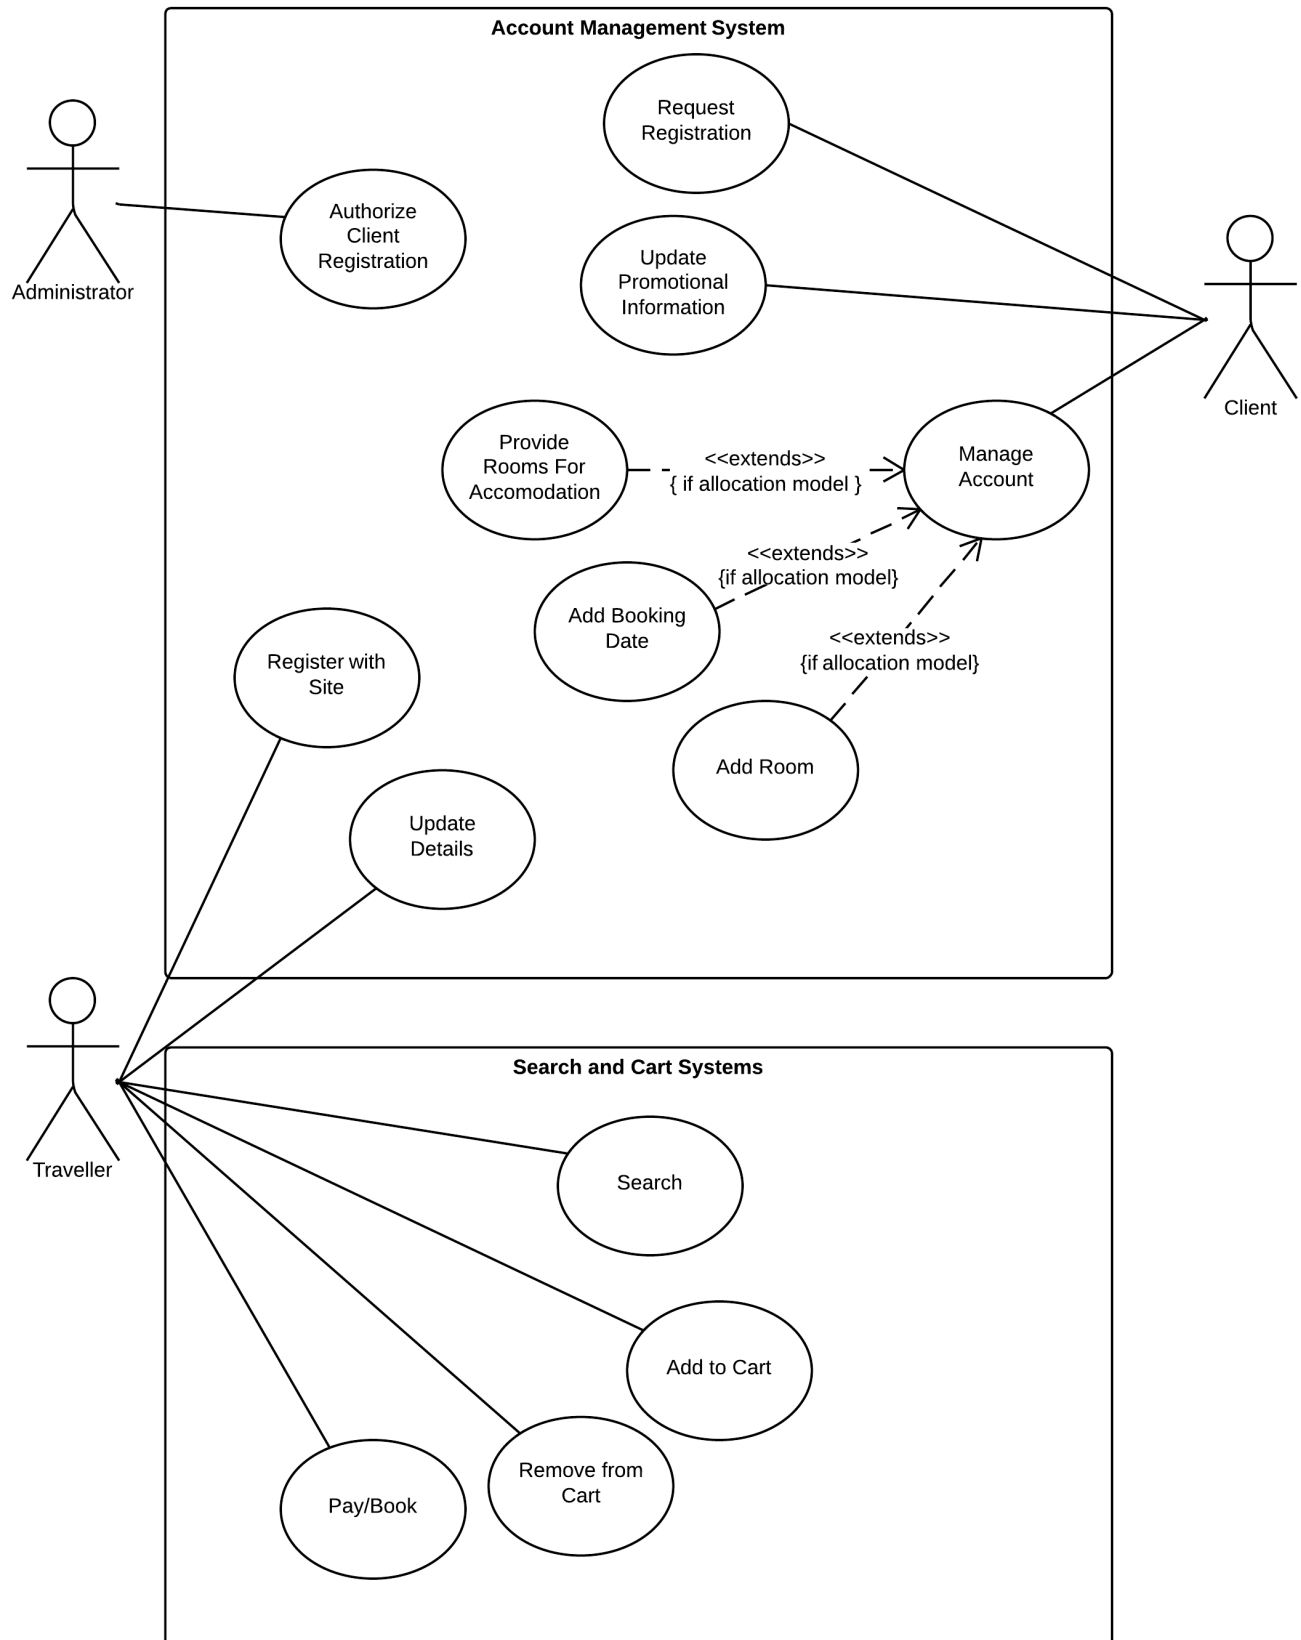 Account Management System
Request
Registration
Authorize
Client
Registration
Administrator
Update
Promotional
Information
Client
Provide
Rooms For
Accomodation
<<extends>>
{ if allocation model }
Manage
Account
<<extends>>
{if allocation model}
Add Booking
Date
<<extends>>
{if allocation model}
Register with
Site
Add Room
Update
Details
Search and Cart Systems
Traveller
Search
Add to Cart
Remove from
Cart
Pay/Book